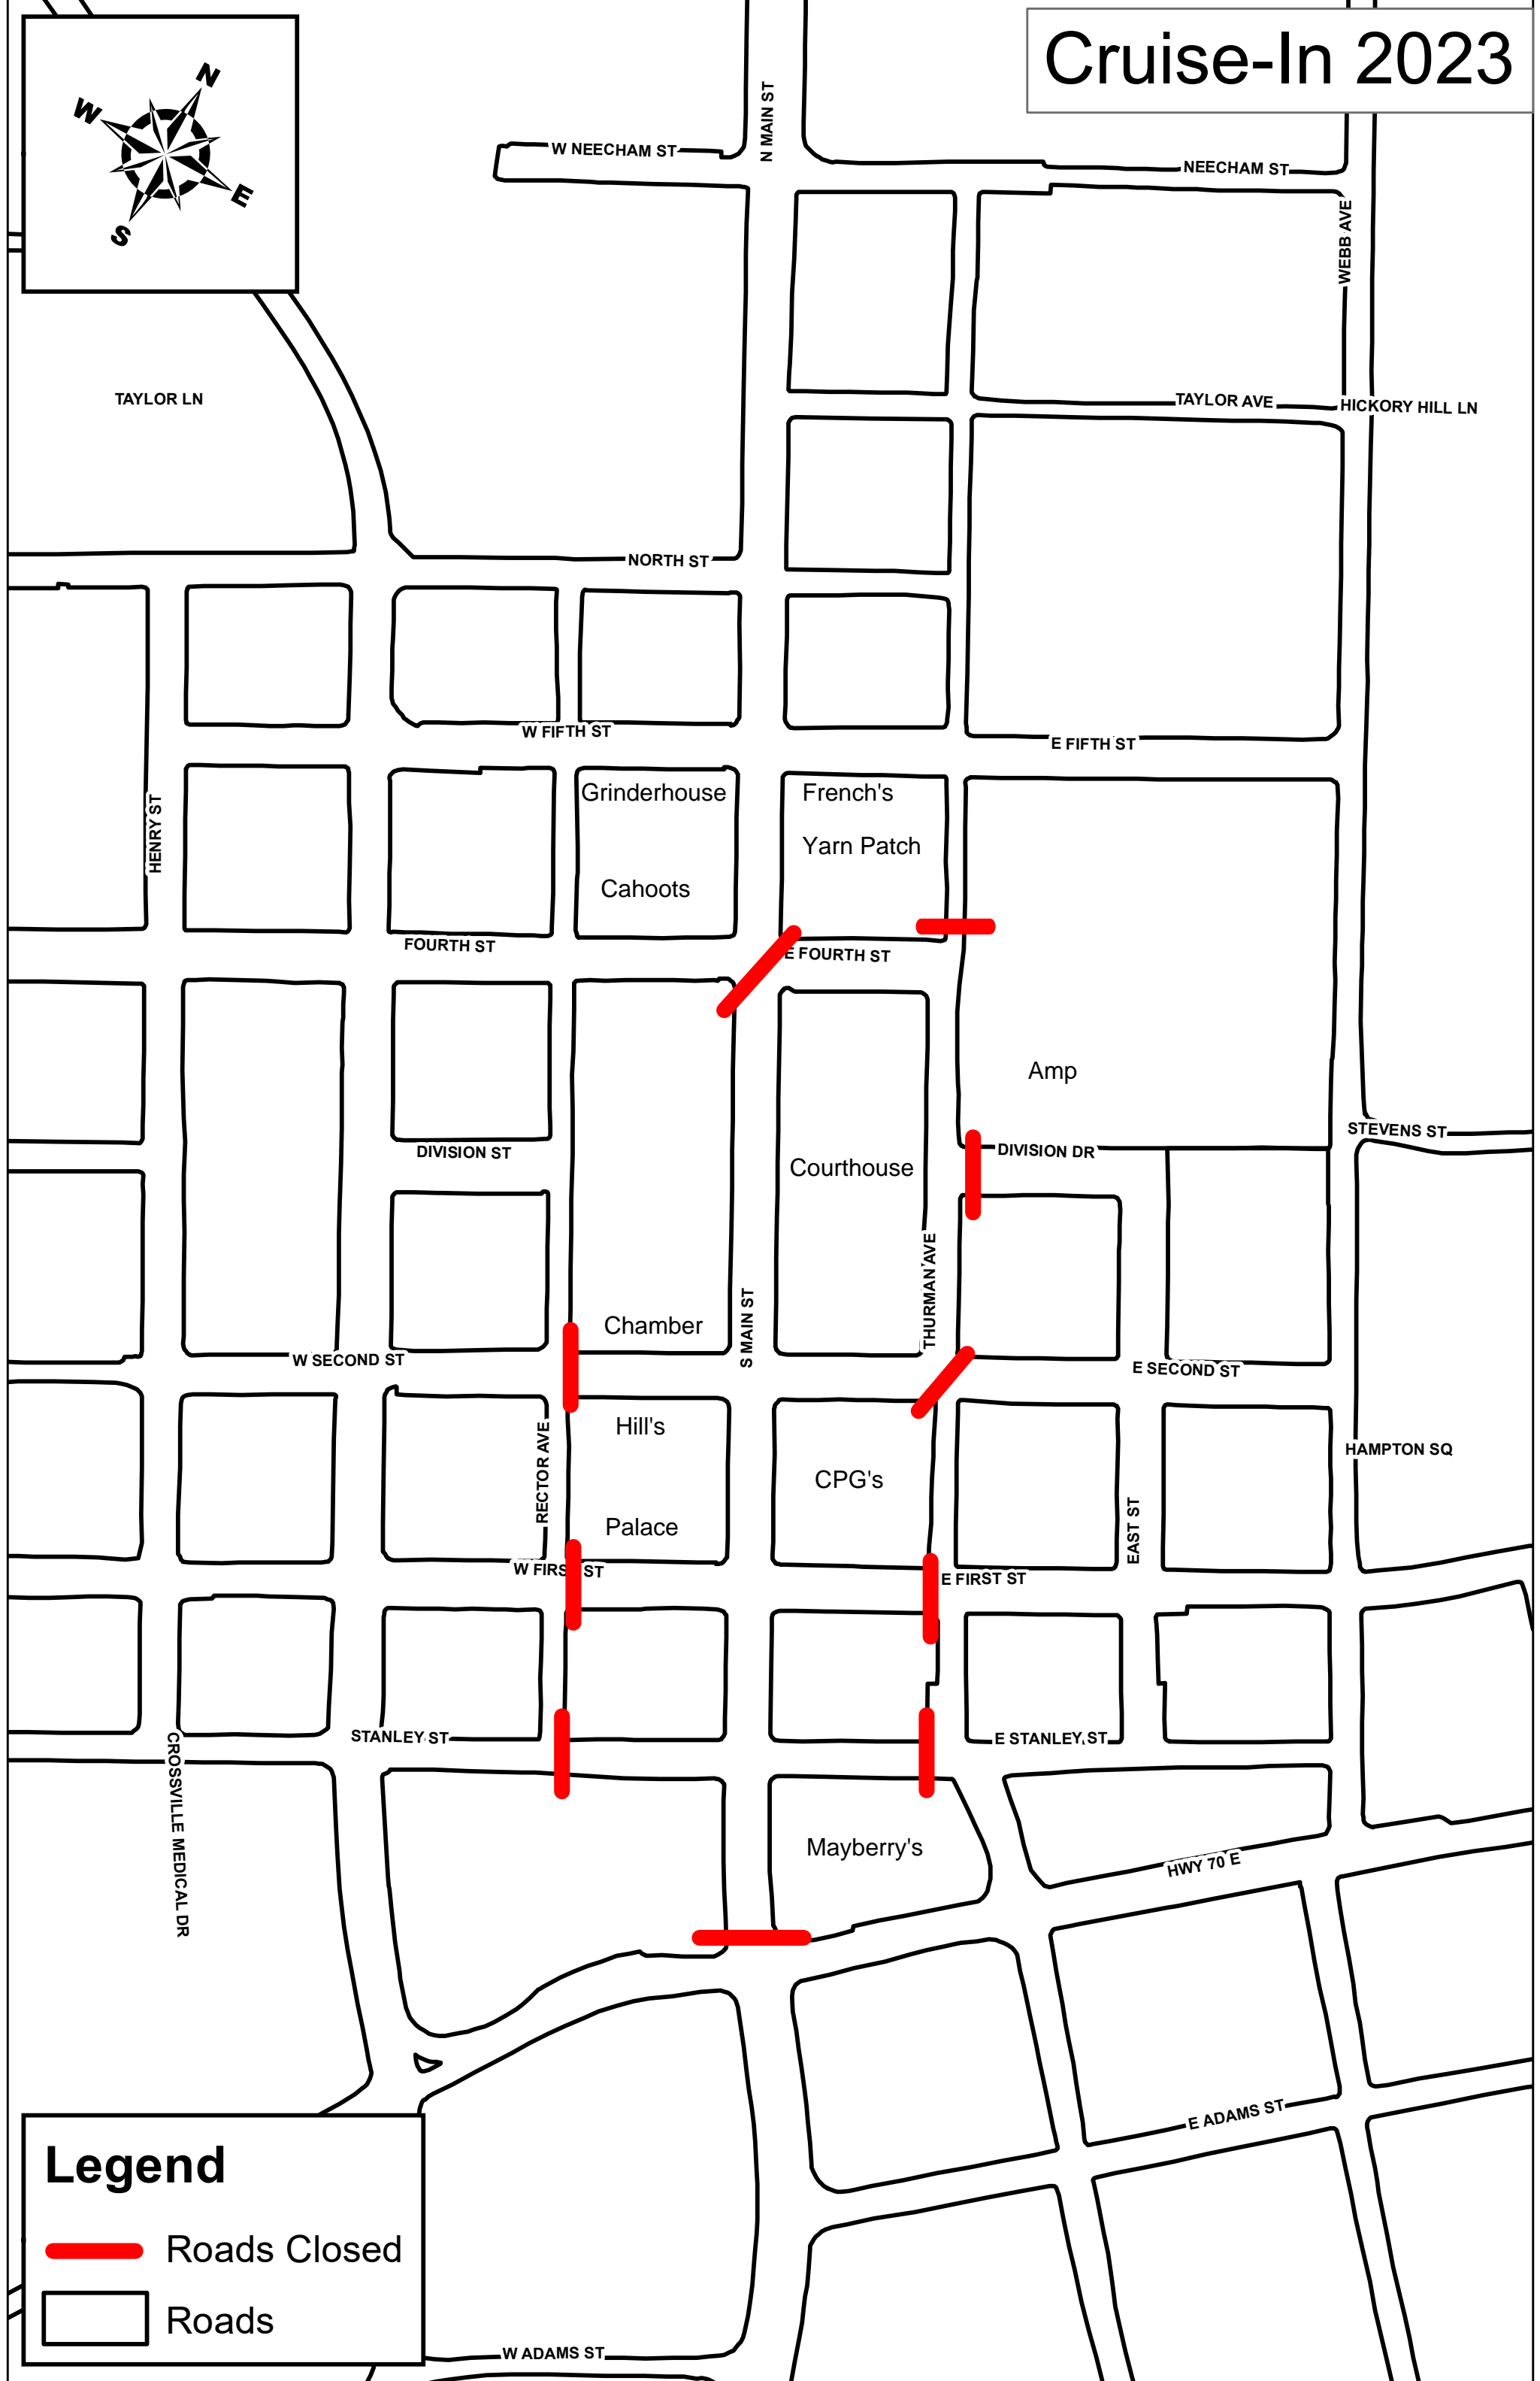 Cruise-In 2023
N
W
E
S
N MAIN ST
W NEECHAM ST
NEECHAM ST
WEBB AVE
TAYLOR LN
TAYLOR AVE
HICKORY HILL LN
NORTH ST
W FIFTH ST
E FIFTH ST
HENRY ST
Grinderhouse
French's
Yarn Patch
Cahoots
FOURTH ST
E FOURTH ST
Amp
STEVENS ST
DIVISION ST
DIVISION DR
Courthouse
THURMAN AVE
S MAIN ST
Chamber
W SECOND ST
E SECOND ST
RECTOR AVE
Hill's
HAMPTON SQ
CPG's
EAST ST
Palace
W FIRST ST
E FIRST ST
STANLEY ST
E STANLEY ST
CROSSVILLE MEDICAL DR
Mayberry's
HWY 70 E
E ADAMS ST
Legend
Roads Closed
Roads
W ADAMS ST